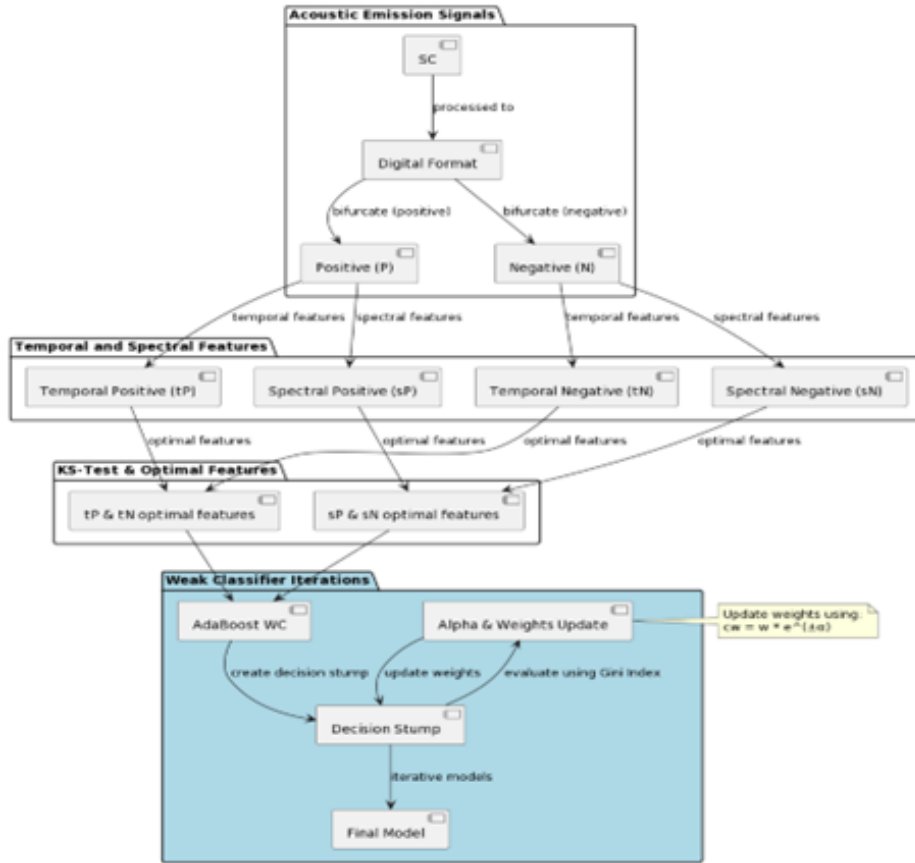 Acoustic Emission Signals
SC
processed to
Digital Format
bifurcate (positive)
bifurcate (negative)
Positive (P)
Negative (N)
temporal features
spectral features
temporal features
spectral features
Temporal and Spectral Features
Temporal Positive (tP)
Spectral Positive (sP)
Temporal Negative (tN)
Spectral Negative (sN)
optimal features
optimal features
optimal features
optimal features
KS-Test & Optimal Features
tP & tN optimal features
sP & sN optimal features
Weak Classifier Iterations
AdaBoost WC
Alpha & Weights Update
Update weights using:
cw = w * e^(±α)
create decision stump
update weights
evaluate using Gini Index
Decision Stump
iterative models
Final Model